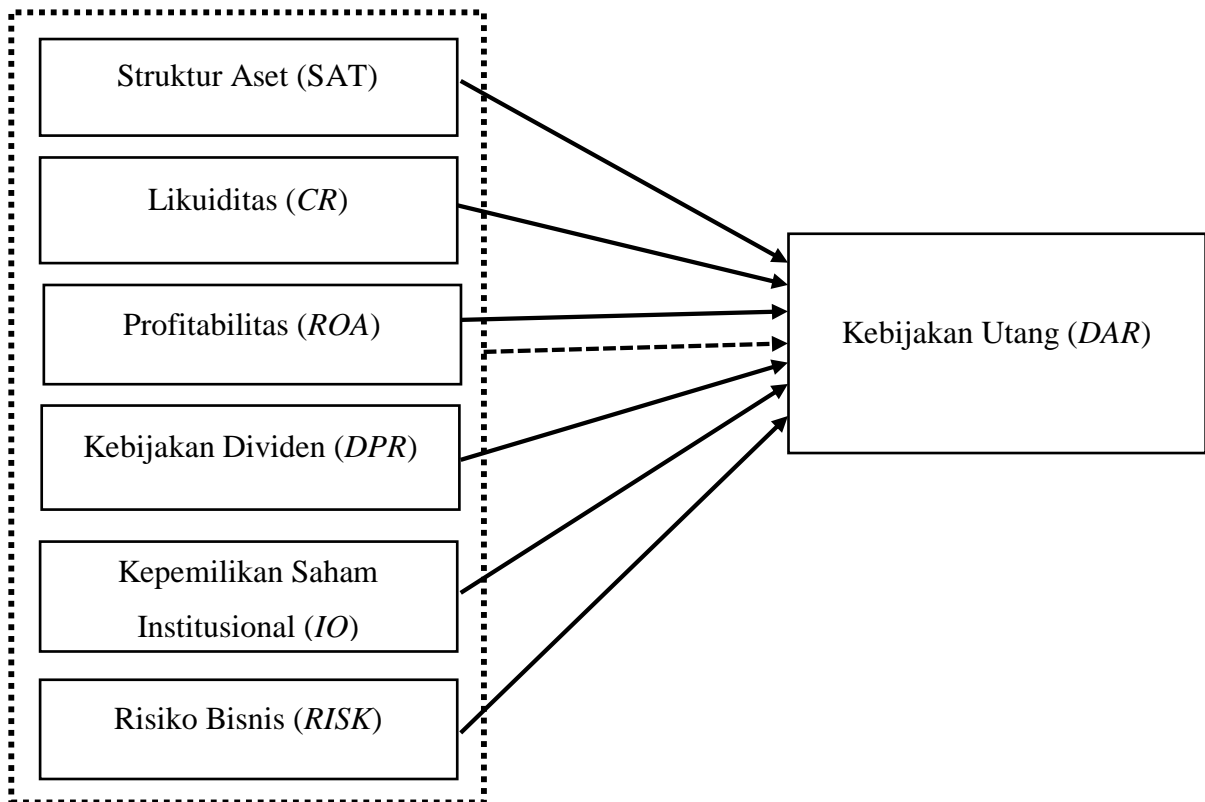 Struktur Aset (SAT)
Likuiditas (CR)
Profitabilitas (ROA)
Kebijakan Dividen (DPR)
Kepemilikan Saham
Institusional (IO)
Risiko Bisnis (RISK)
Kebijakan Utang (DAR)